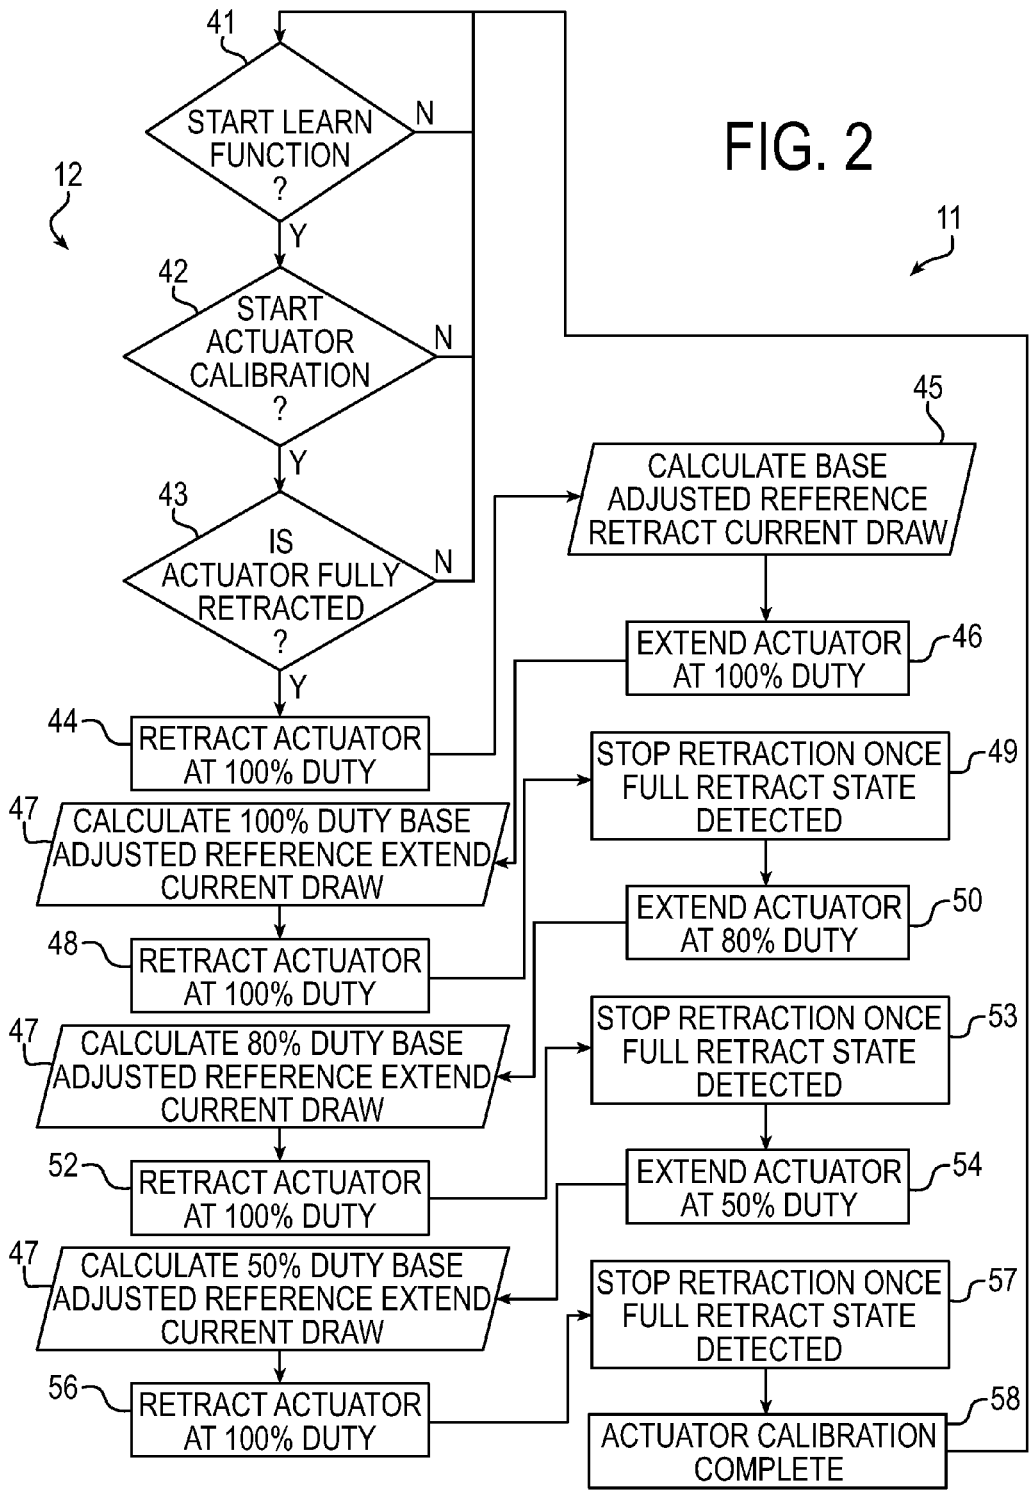 FIG. 2
12
11
41
START LEARN
FUNCTION
?
N
Y
42
START
ACTUATOR
CALIBRATION
?
N
Y
43
IS
ACTUATOR FULLY
RETRACTED
?
N
Y
44
RETRACT ACTUATOR
AT 100% DUTY
45
CALCULATE BASE
ADJUSTED REFERENCE
RETRACT CURRENT DRAW
46
EXTEND ACTUATOR
AT 100% DUTY
47
CALCULATE 100% DUTY BASE
ADJUSTED REFERENCE EXTEND
CURRENT DRAW
48
RETRACT ACTUATOR
AT 100% DUTY
49
STOP RETRACTION ONCE
FULL RETRACT STATE
DETECTED
50
EXTEND ACTUATOR
AT 80% DUTY
47
CALCULATE 80% DUTY BASE
ADJUSTED REFERENCE EXTEND
CURRENT DRAW
52
RETRACT ACTUATOR
AT 100% DUTY
53
STOP RETRACTION ONCE
FULL RETRACT STATE
DETECTED
54
EXTEND ACTUATOR
AT 50% DUTY
47
CALCULATE 50% DUTY BASE
ADJUSTED REFERENCE EXTEND
CURRENT DRAW
56
RETRACT ACTUATOR
AT 100% DUTY
57
STOP RETRACTION ONCE
FULL RETRACT STATE
DETECTED
58
ACTUATOR CALIBRATION
COMPLETE